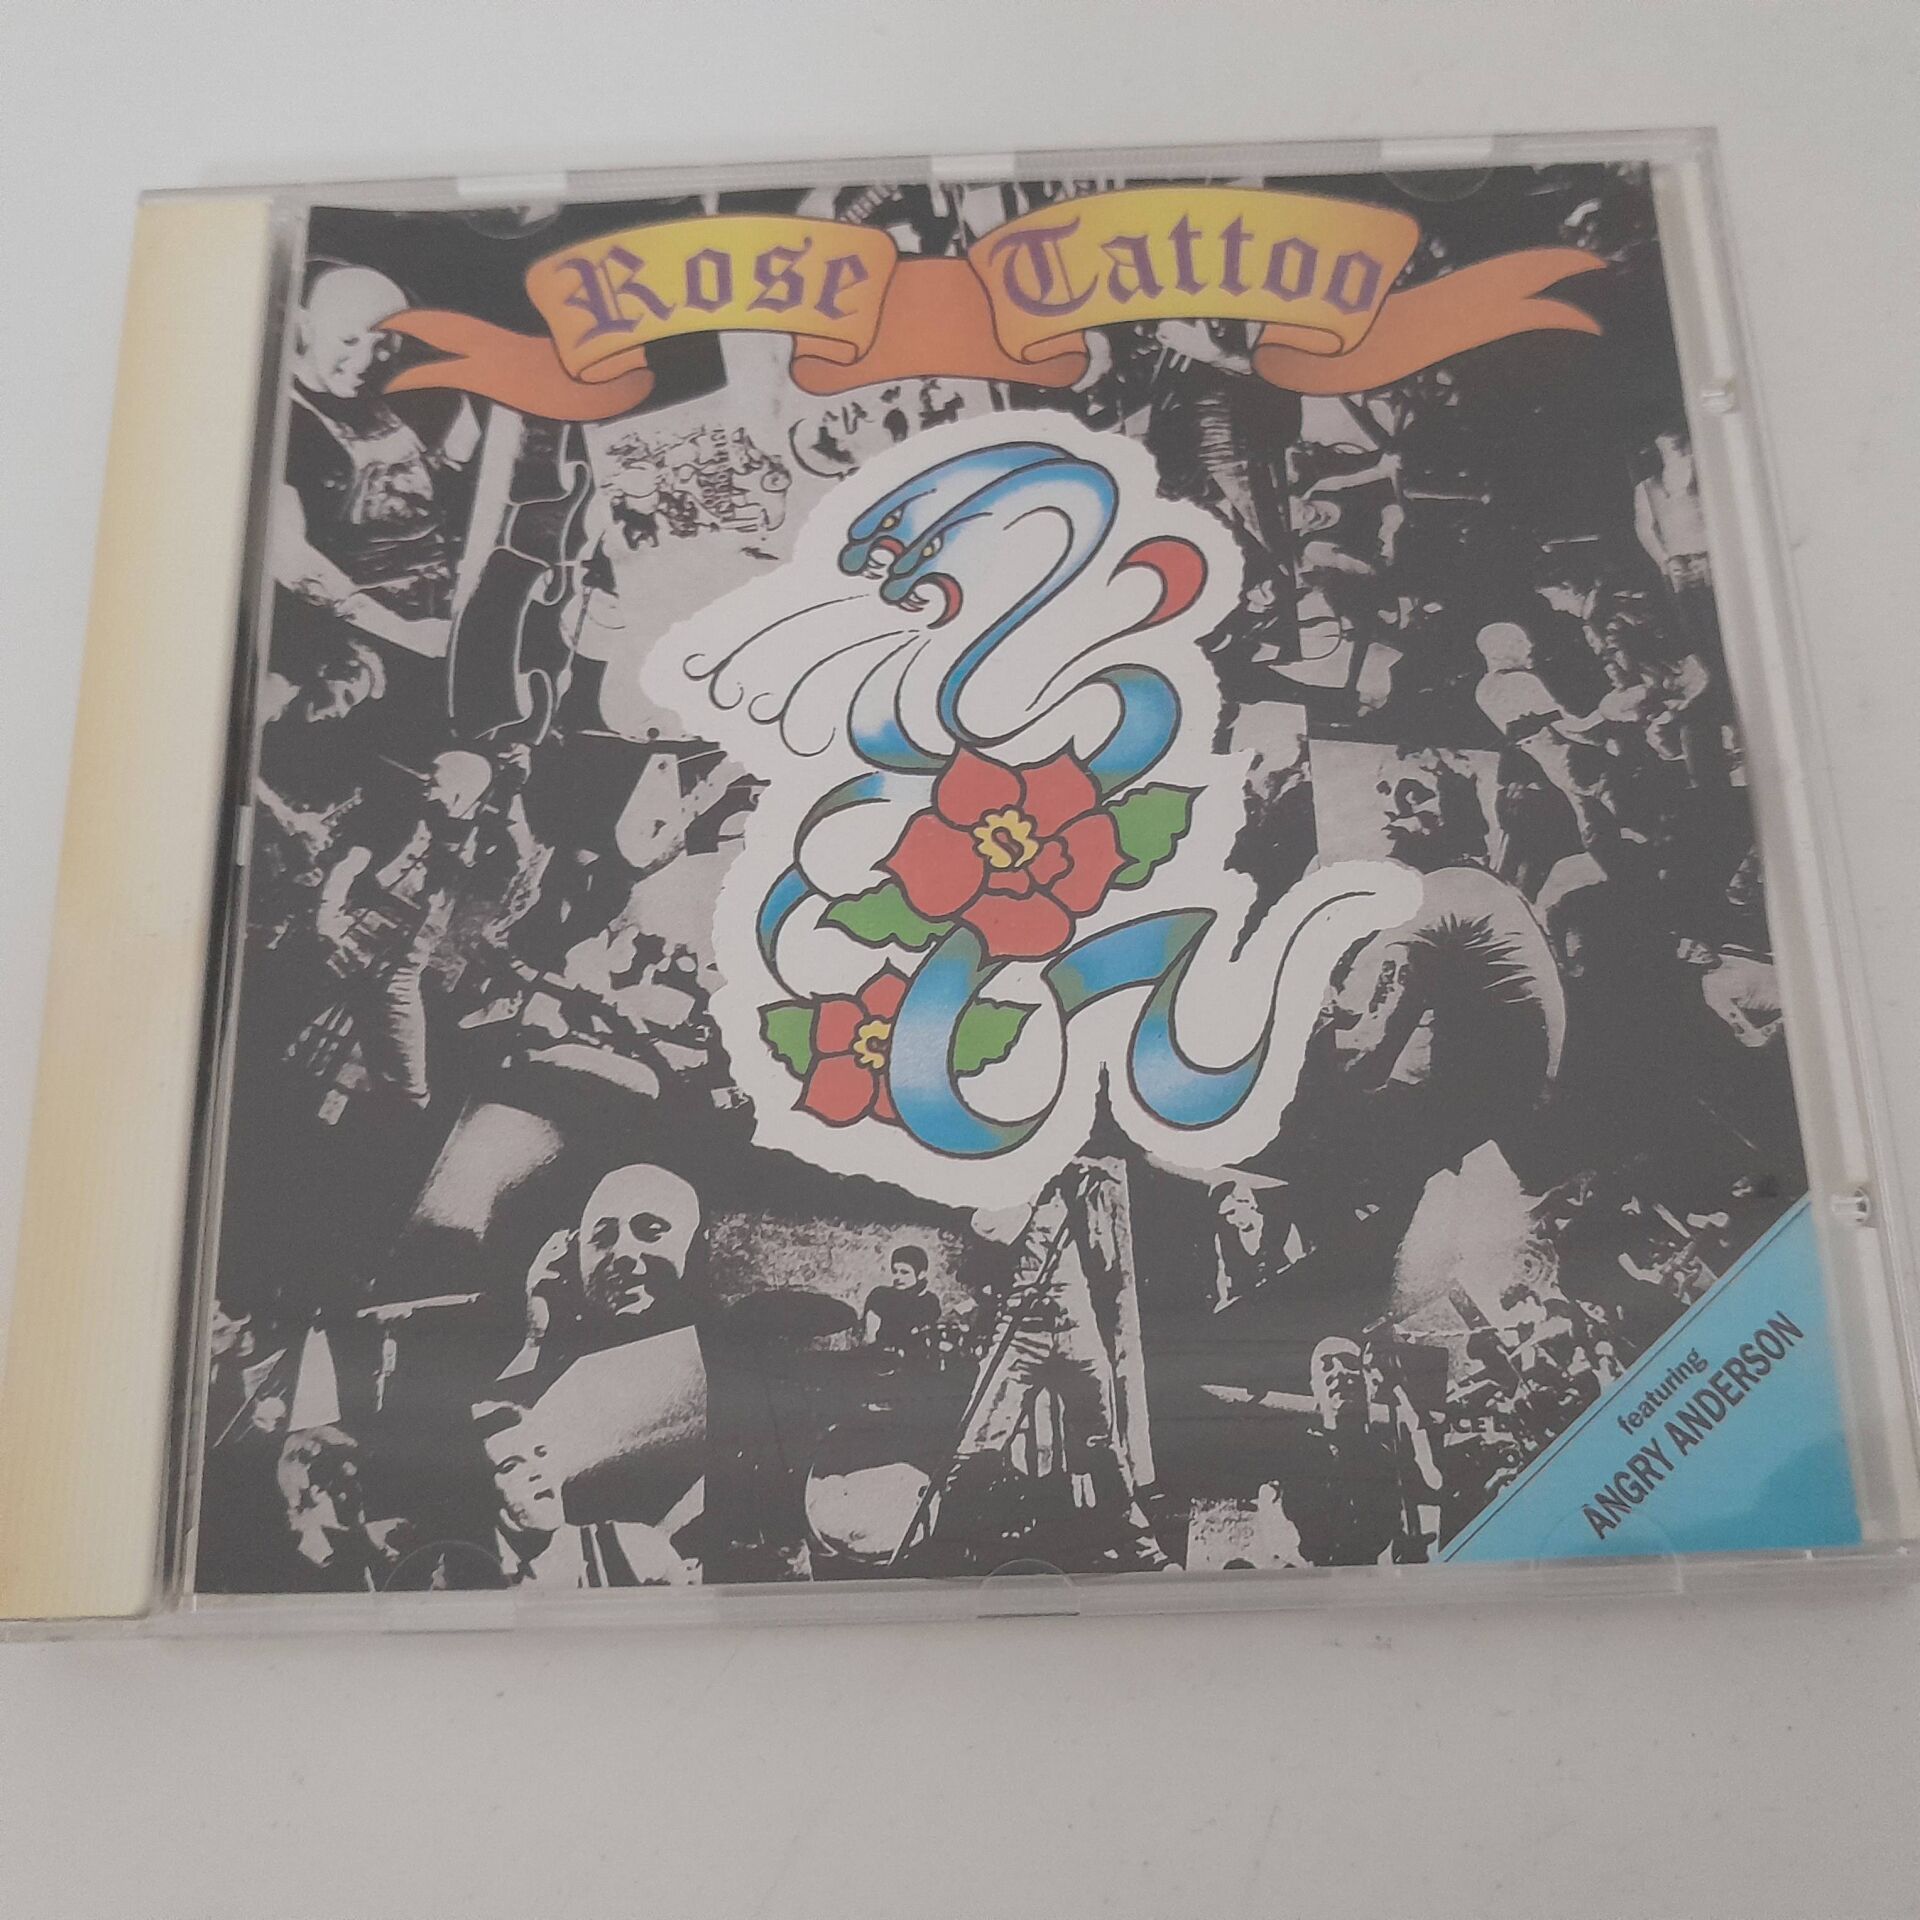 Rose Tattoo
featuring
ANGRY ANDERSON